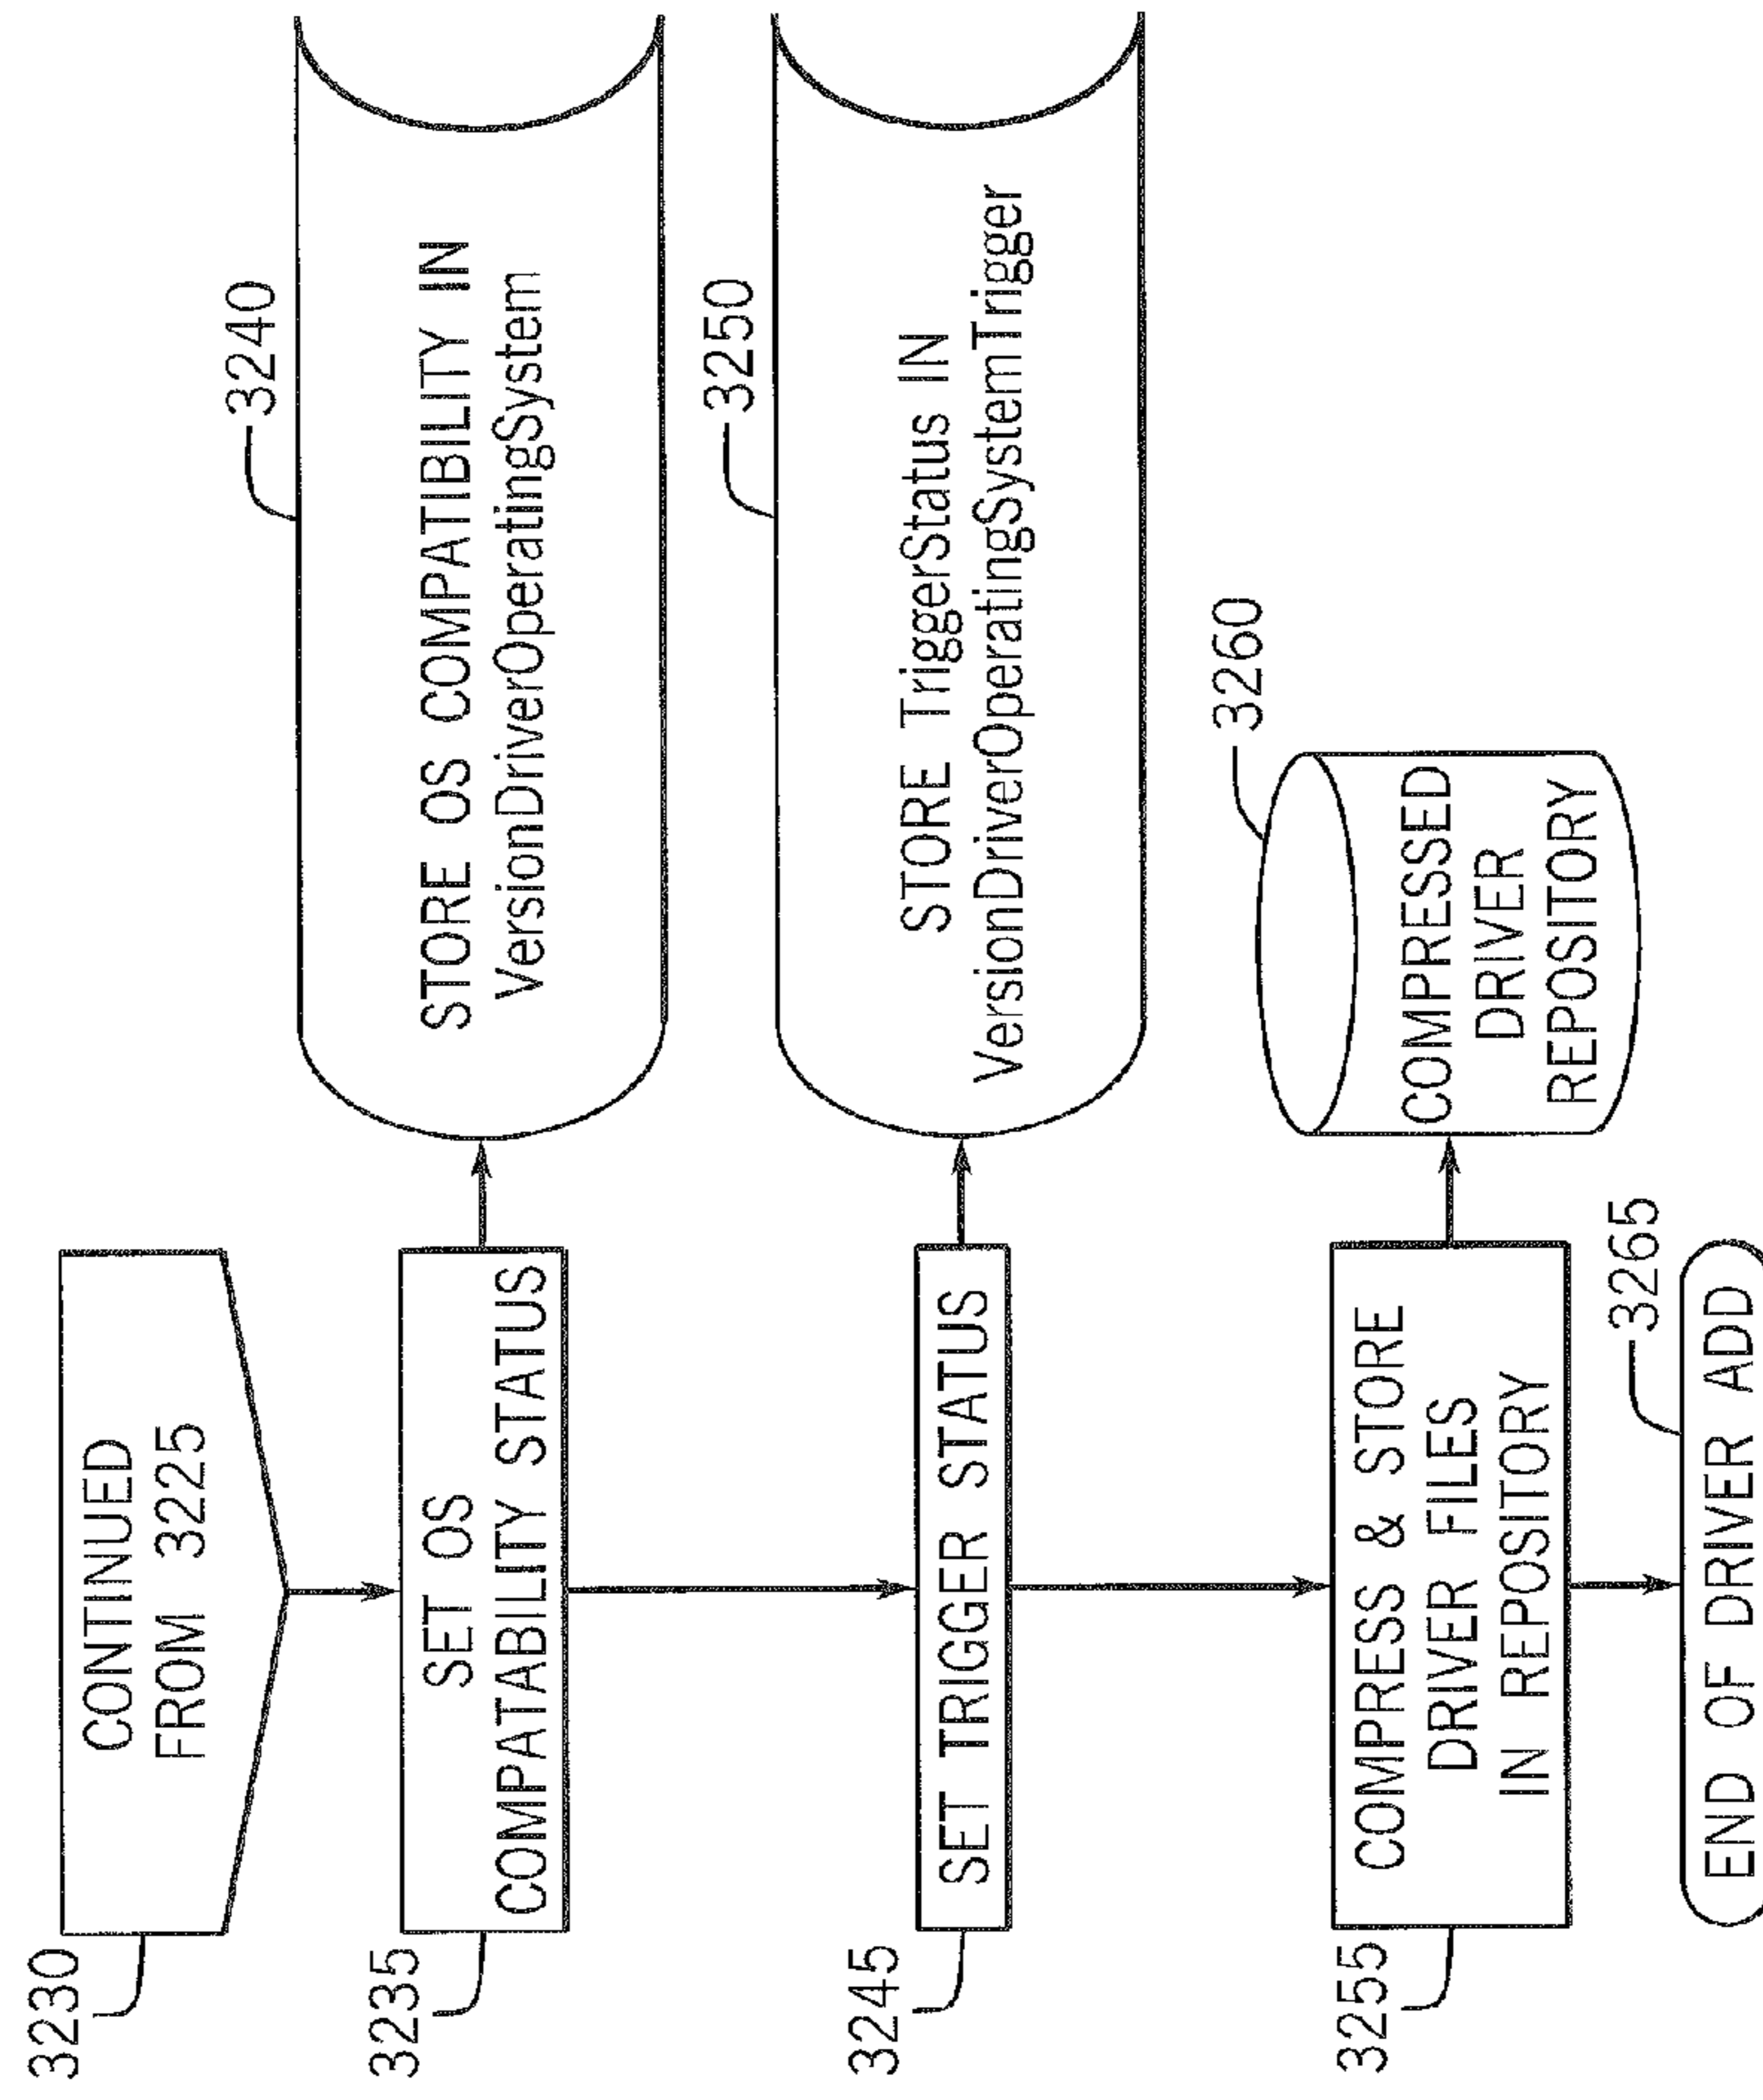 3230
CONTINUED
FROM 3225
3235
SET OS
COMPATABILITY STATUS
3240
STORE OS COMPATIBILITY IN
VersionDriverOperatingSystem
3245
SET TRIGGER STATUS
3250
STORE TriggerStatus IN
VersionDriverOperatingSystemTrigger
3255
COMPRESS & STORE
DRIVER FILES
IN REPOSITORY
3260
COMPRESSED
DRIVER
REPOSITORY
3265
END OF DRIVER ADD